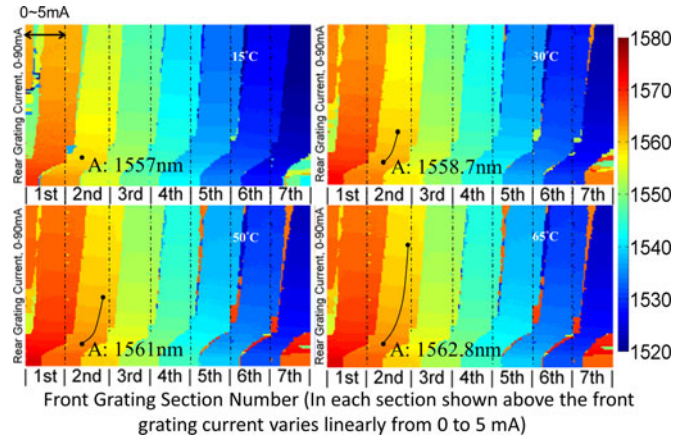 0~5mA
Rear Grating Current, 0-90mA
15°C
A: 1557nm
1st | 2nd | 3rd | 4th | 5th | 6th | 7th
Rear Grating Current, 0-90mA
30°C
A: 1558.7nm
| 1st | 2nd | 3rd | 4th | 5th | 6th | 7th |
Rear Grating Current, 0-90mA
50°C
A: 1561nm
| 1st | 2nd | 3rd | 4th | 5th | 6th | 7th |
Rear Grating Current, 0-90mA
65°C
A: 1562.8nm
| 1st | 2nd | 3rd | 4th | 5th | 6th | 7th |
1580
1570
1560
1550
1540
1530
1520
Front Grating Section Number (In each section shown above the front
grating current varies linearly from 0 to 5 mA)